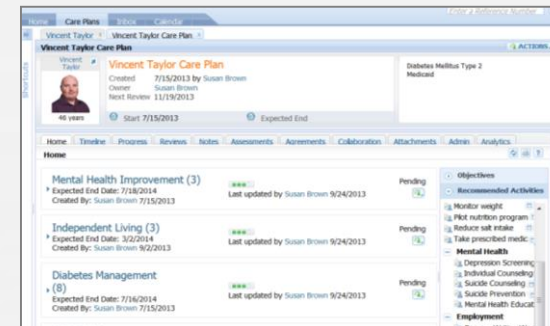 Enter a Reference Number
Home Care Plans Inbox Calendar
Vincent Taylor Vincent Taylor Care Plan
Vincent Taylor Care Plan ACTIONS
Shortcuts
Vincent
Taylor
46 years
Vincent Taylor Care Plan
Created 7/15/2013 by Susan Brown
Owner Susan Brown
Next Review 11/19/2013
Start 7/15/2013 Expected End
Diabetes Mellitus Type 2
Medicaid
Home Timeline Progress Reviews Notes Assessments Agreements Collaboration Attachments Admin Analytics
Home
Mental Health Improvement (3)
Expected End Date: 7/18/2014
Created By: Susan Brown 7/15/2013
Last updated by Susan Brown 9/24/2013
Pending
Independent Living (3)
Expected End Date: 3/2/2014
Created By: Susan Brown 9/2/2013
Last updated by Susan Brown 9/24/2013
Pending
Diabetes Management
(8)
Expected End Date: 7/16/2014
Created By: Susan Brown 7/15/2013
Last updated by Susan Brown 9/24/2013
Pending
Objectives
Recommended Activities
Monitor weight
Pilot nutrition program
Reduce salt intake
Take prescribed medic
Mental Health
Depression Screening
Individual Counseling
Suicide Counseling
Suicide Prevention
Mental Health Educat
Employment